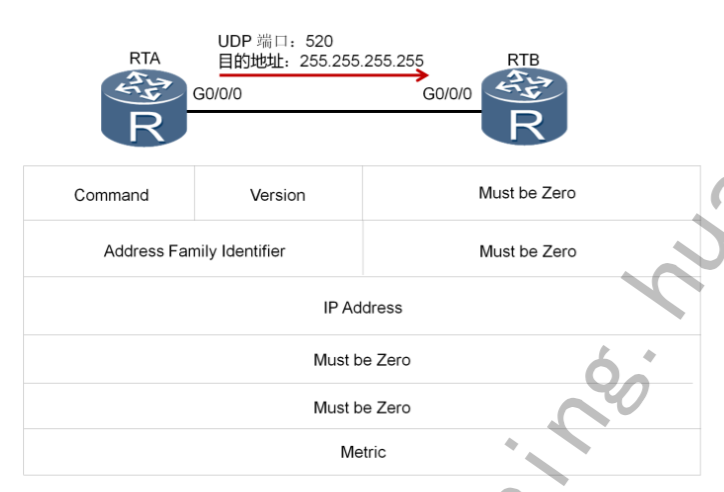 UDP 端口：520
目的地址：255.255.255.255
RTA
RTB
G0/0/0
G0/0/0
R
R
Command
Version
Must be Zero
Address Family Identifier
Must be Zero
IP Address
Must be Zero
Must be Zero
Metric
ning.hua